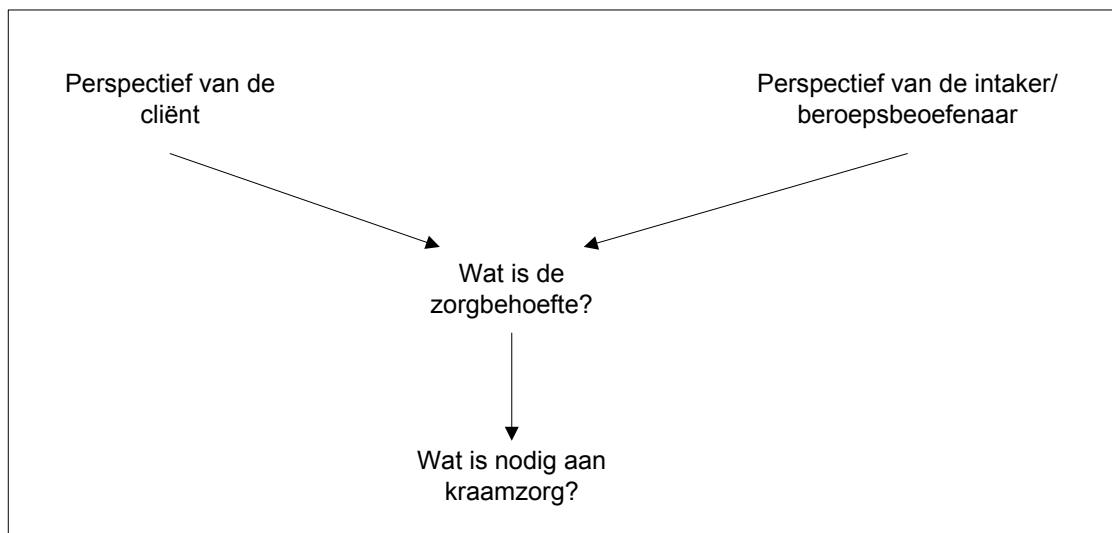 Perspectief van de
cliënt
Perspectief van de intaker/
beroepsbeoefenaar
Wat is de
zorgbehoefte?
Wat is nodig aan
kraamzorg?